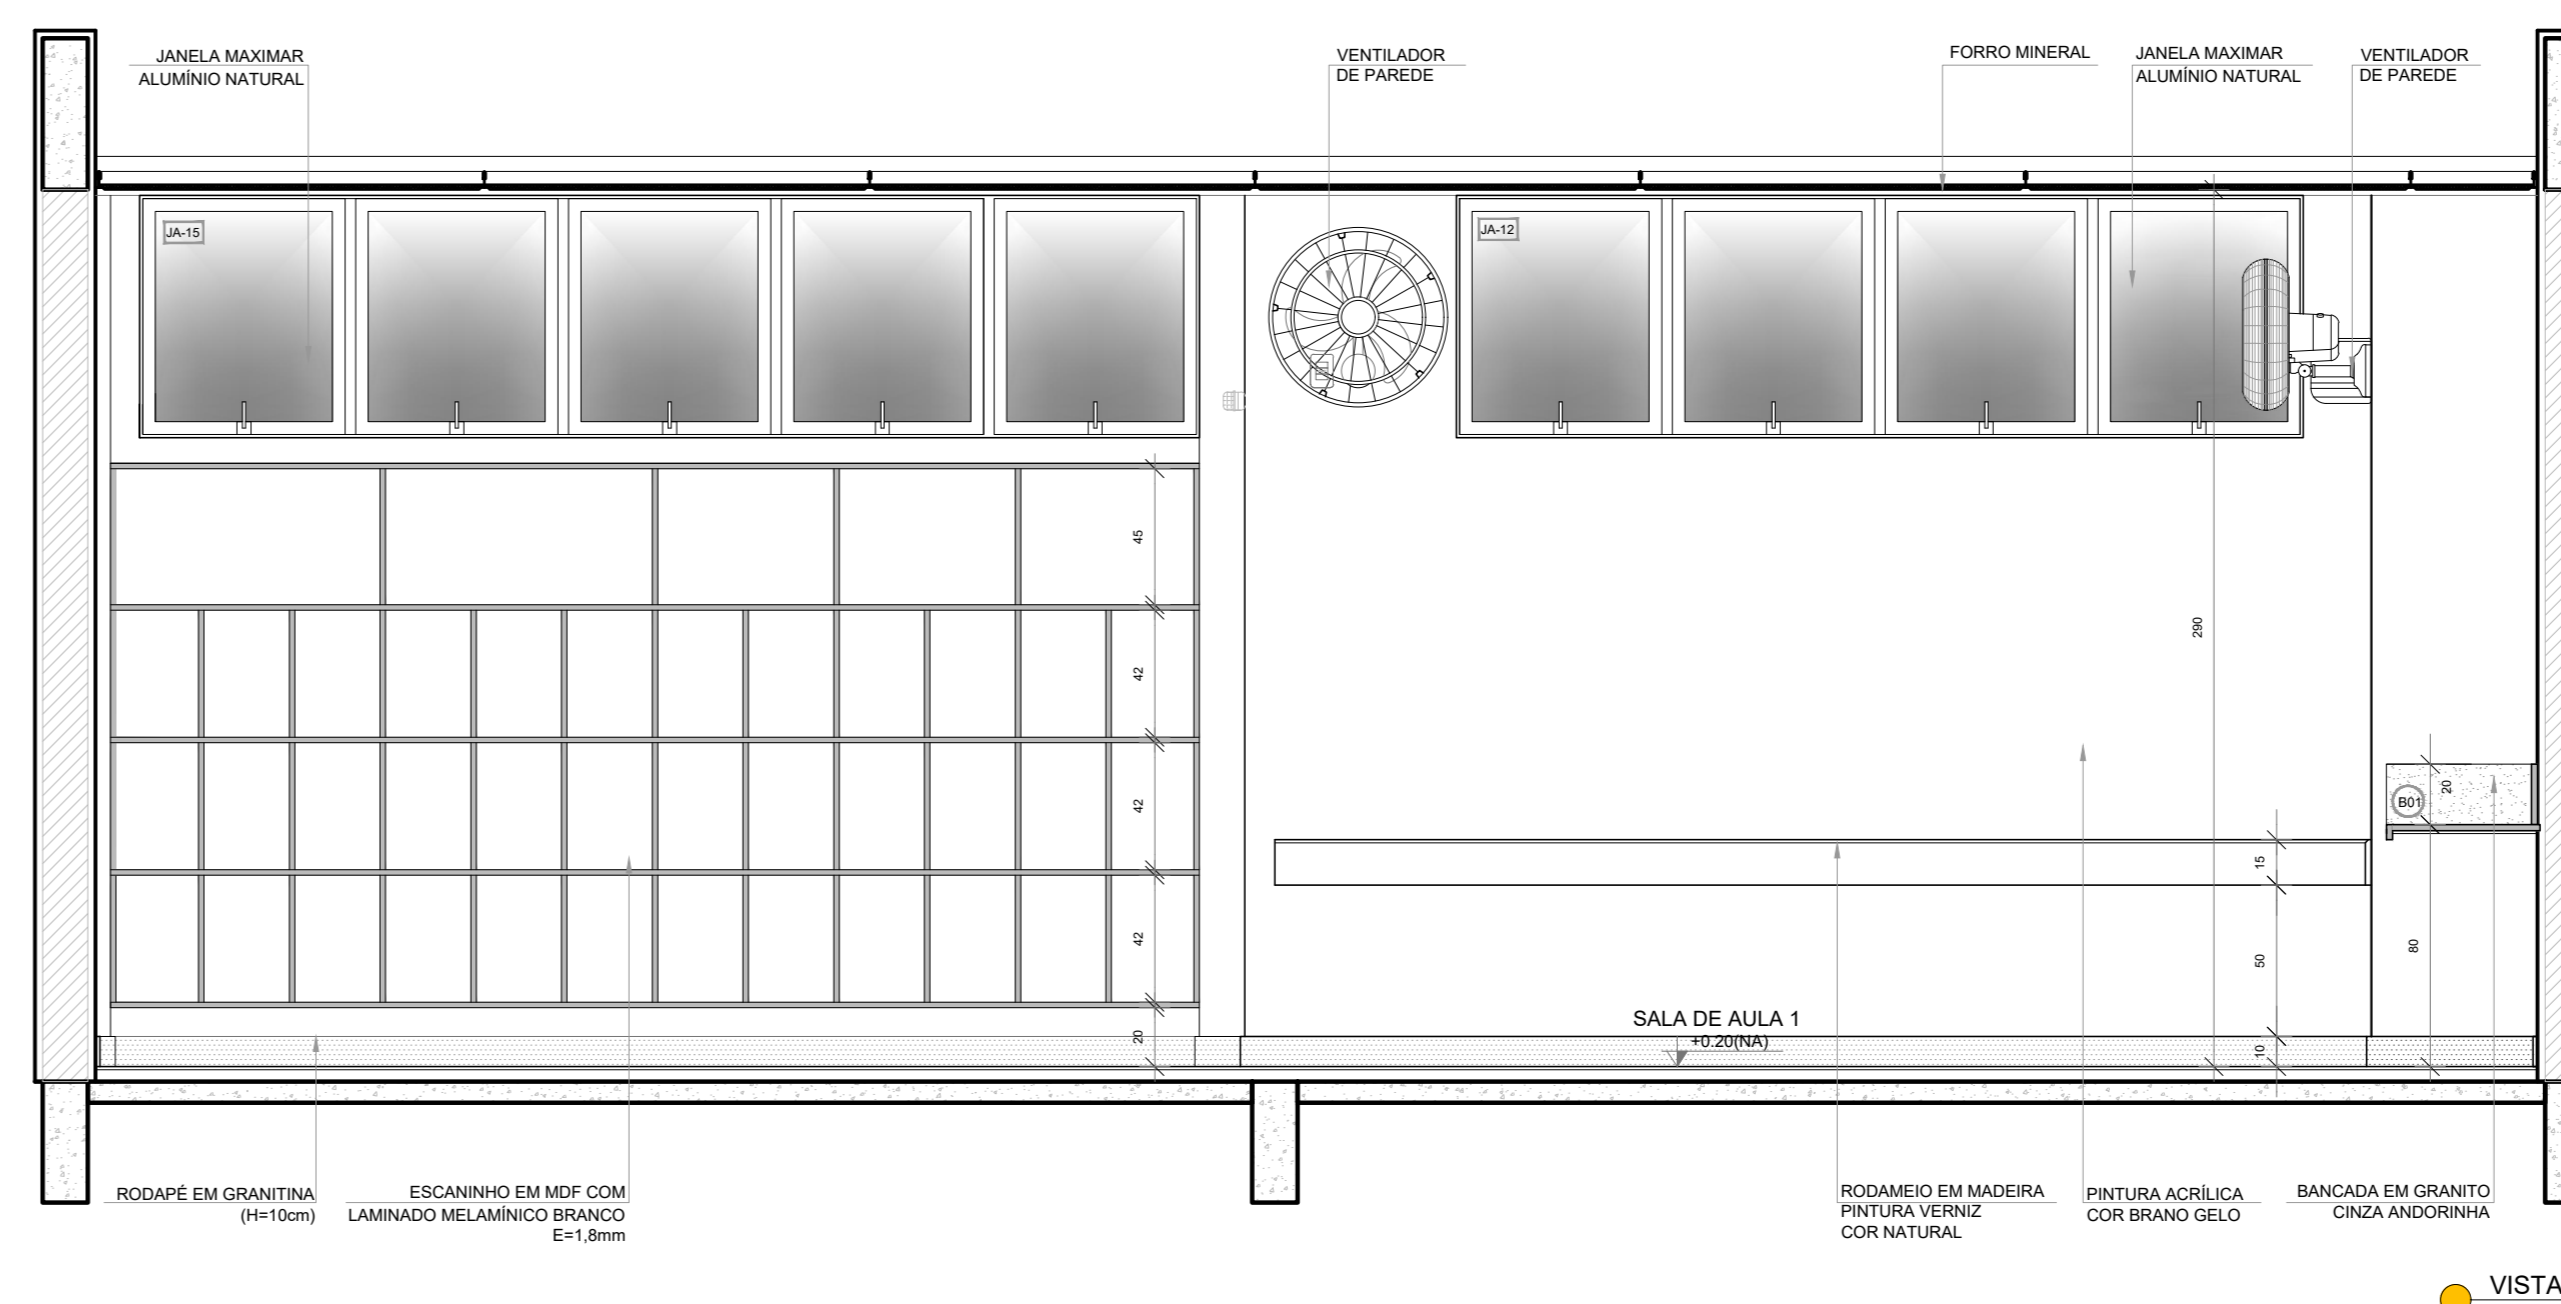 JANELA MAXIMAR
ALUMÍNIO NATURAL
VENTILADOR
DE PAREDE
FORRO MINERAL
JANELA MAXIMAR
ALUMÍNIO NATURAL
VENTILADOR
DE PAREDE
JA-15
JA-12
45
42
42
42
20
290
15
50
10
B01
20
80
SALA DE AULA 1
+0.20(NA)
RODAPÉ EM GRANITINA
(H=10cm)
ESCANINHO EM MDF COM
LAMINADO MELAMÍNICO BRANCO
E=1,8mm
RODAMEIO EM MADEIRA
PINTURA VERNIZ
COR NATURAL
PINTURA ACRÍLICA
COR BRANO GELO
BANCADA EM GRANITO
CINZA ANDORINHA
VISTA